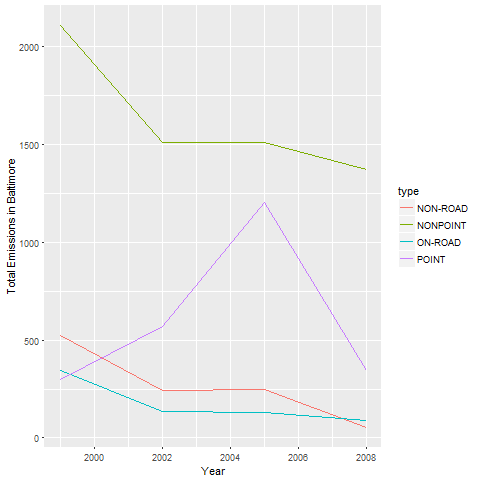 Total Emissions in Baltimore
2000
1500
1000
500
0
2000 2002 2004 2006 2008
Year
type
NON-ROAD
NONPOINT
ON-ROAD
POINT